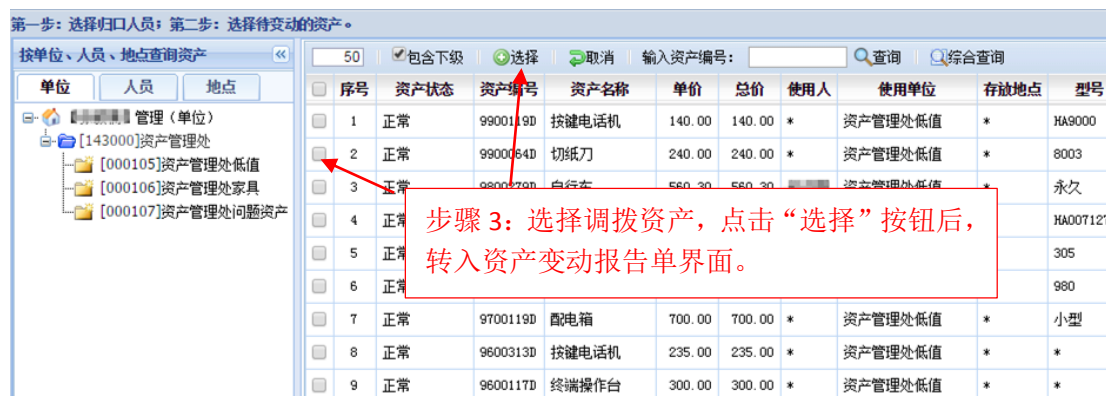 第一步：选择归口人员；第二步：选择待变动的资产。
按单位、人员、地点查询资产
单位 人员 地点
管理（单位）
[143000]资产管理处
[000105]资产管理处低值
[000106]资产管理处家具
[000107]资产管理处问题资产
50 包含下级 选择 取消 输入资产编号： 查询 综合查询
序号 资产状态 资产编号 资产名称 单价 总价 使用人 使用单位 存放地点 型号
1 正常 9900119D 按键电话机 140.00 140.00 * 资产管理处低值 * HA9000
2 正常 9900064D 切纸刀 240.00 240.00 * 资产管理处低值 * 8003
3 正常 9800279D 自行车 560.30 560.30 资产管理处低值 * 永久
4 正常 HA007127
5 正常 305
6 正常 980
步骤 3：选择调拨资产，点击“选择”按钮后，
转入资产变动报告单界面。
7 正常 9700119D 配电箱 700.00 700.00 * 资产管理处低值 * 小型
8 正常 9600313D 按键电话机 235.00 235.00 * 资产管理处低值 * *
9 正常 9600117D 终端操作台 300.00 300.00 * 资产管理处低值 * *